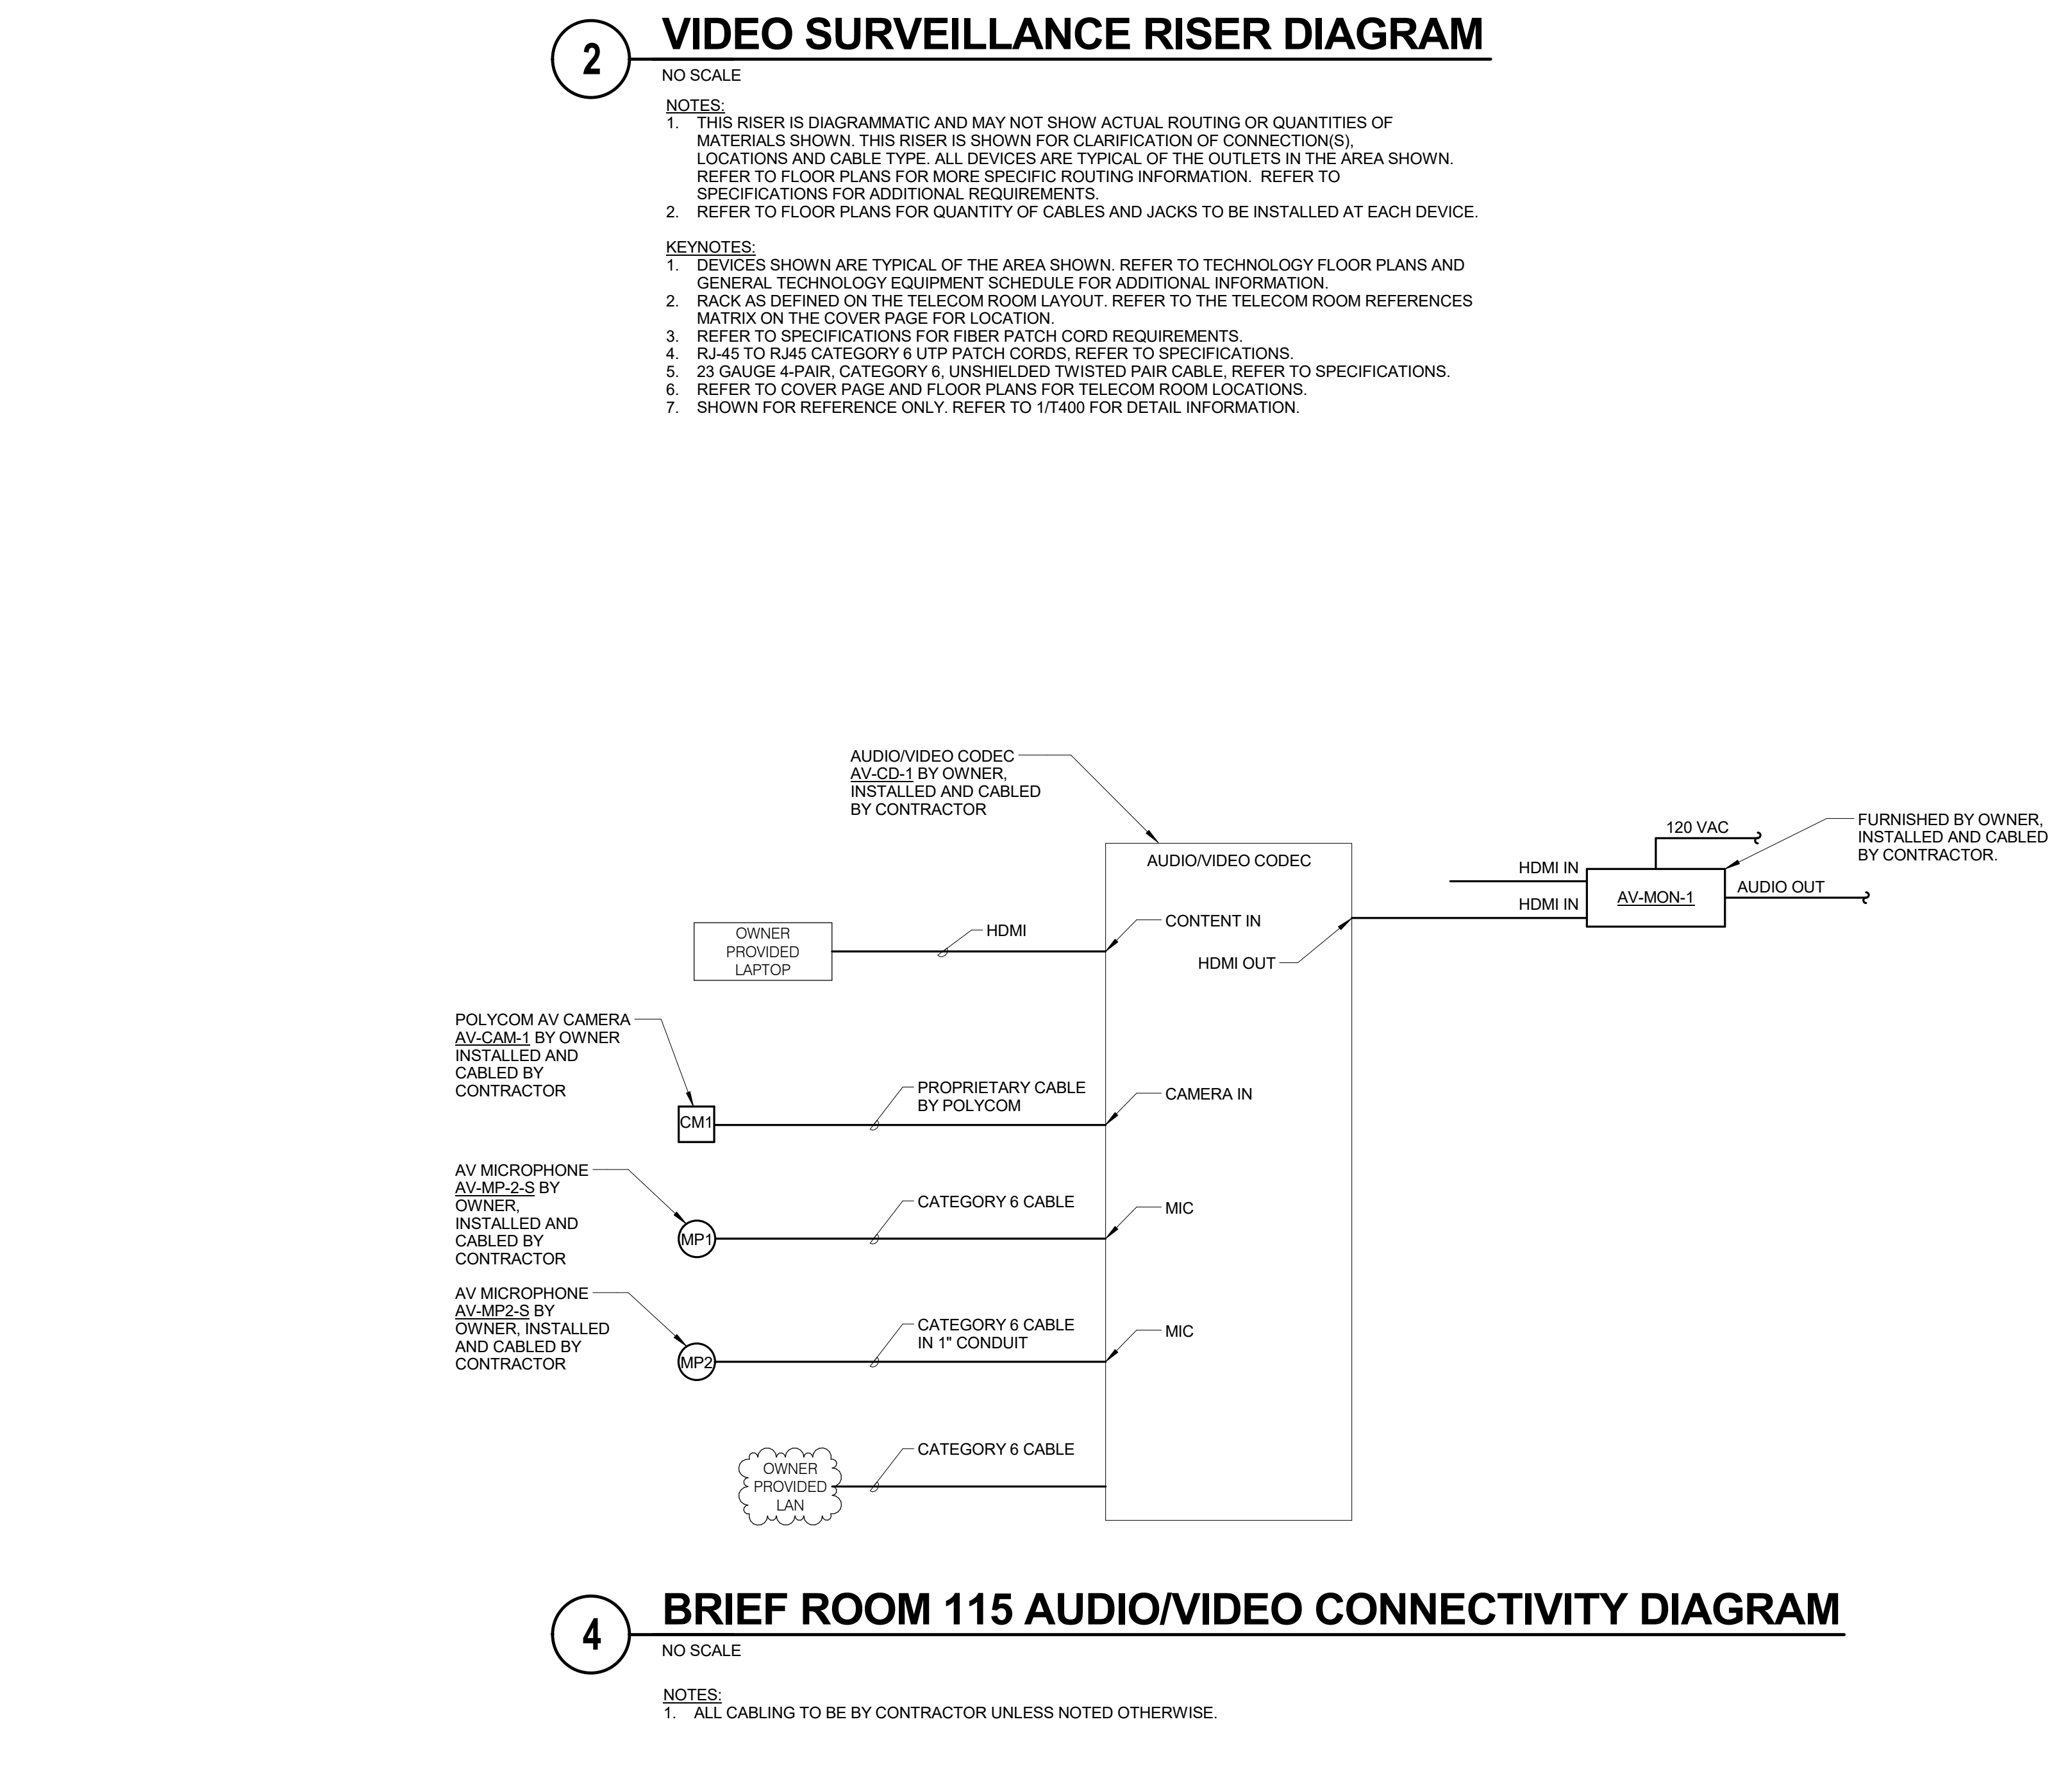 2
VIDEO SURVEILLANCE RISER DIAGRAM
NO SCALE
NOTES:
1. THIS RISER IS DIAGRAMMATIC AND MAY NOT SHOW ACTUAL ROUTING OR QUANTITIES OF
MATERIALS SHOWN. THIS RISER IS SHOWN FOR CLARIFICATION OF CONNECTION(S),
LOCATIONS AND CABLE TYPE. ALL DEVICES ARE TYPICAL OF THE OUTLETS IN THE AREA SHOWN.
REFER TO FLOOR PLANS FOR MORE SPECIFIC ROUTING INFORMATION. REFER TO
SPECIFICATIONS FOR ADDITIONAL REQUIREMENTS.
2. REFER TO FLOOR PLANS FOR QUANTITY OF CABLES AND JACKS TO BE INSTALLED AT EACH DEVICE.
KEYNOTES:
1. DEVICES SHOWN ARE TYPICAL OF THE AREA SHOWN. REFER TO TECHNOLOGY FLOOR PLANS AND
GENERAL TECHNOLOGY EQUIPMENT SCHEDULE FOR ADDITIONAL INFORMATION.
2. RACK AS DEFINED ON THE TELECOM ROOM LAYOUT. REFER TO THE TELECOM ROOM REFERENCES
MATRIX ON THE COVER PAGE FOR LOCATION.
3. REFER TO SPECIFICATIONS FOR FIBER PATCH CORD REQUIREMENTS.
4. RJ-45 TO RJ45 CATEGORY 6 UTP PATCH CORDS, REFER TO SPECIFICATIONS.
5. 23 GAUGE 4-PAIR, CATEGORY 6, UNSHIELDED TWISTED PAIR CABLE, REFER TO SPECIFICATIONS.
6. REFER TO COVER PAGE AND FLOOR PLANS FOR TELECOM ROOM LOCATIONS.
7. SHOWN FOR REFERENCE ONLY. REFER TO 1/T400 FOR DETAIL INFORMATION.
AUDIO/VIDEO CODEC
AV-CD-1 BY OWNER,
INSTALLED AND CABLED
BY CONTRACTOR
AUDIO/VIDEO CODEC
120 VAC
FURNISHED BY OWNER,
INSTALLED AND CABLED
BY CONTRACTOR.
HDMI IN
HDMI IN
AV-MON-1
AUDIO OUT
OWNER
PROVIDED
LAPTOP
HDMI
CONTENT IN
HDMI OUT
POLYCOM AV CAMERA
AV-CAM-1 BY OWNER
INSTALLED AND
CABLED BY
CONTRACTOR
CM1
PROPRIETARY CABLE
BY POLYCOM
CAMERA IN
AV MICROPHONE
AV-MP-2-S BY
OWNER,
INSTALLED AND
CABLED BY
CONTRACTOR
MP1
CATEGORY 6 CABLE
MIC
AV MICROPHONE
AV-MP2-S BY
OWNER, INSTALLED
AND CABLED BY
CONTRACTOR
MP2
CATEGORY 6 CABLE
IN 1" CONDUIT
MIC
OWNER
PROVIDED
LAN
CATEGORY 6 CABLE
4
BRIEF ROOM 115 AUDIO/VIDEO CONNECTIVITY DIAGRAM
NO SCALE
NOTES:
1. ALL CABLING TO BE BY CONTRACTOR UNLESS NOTED OTHERWISE.